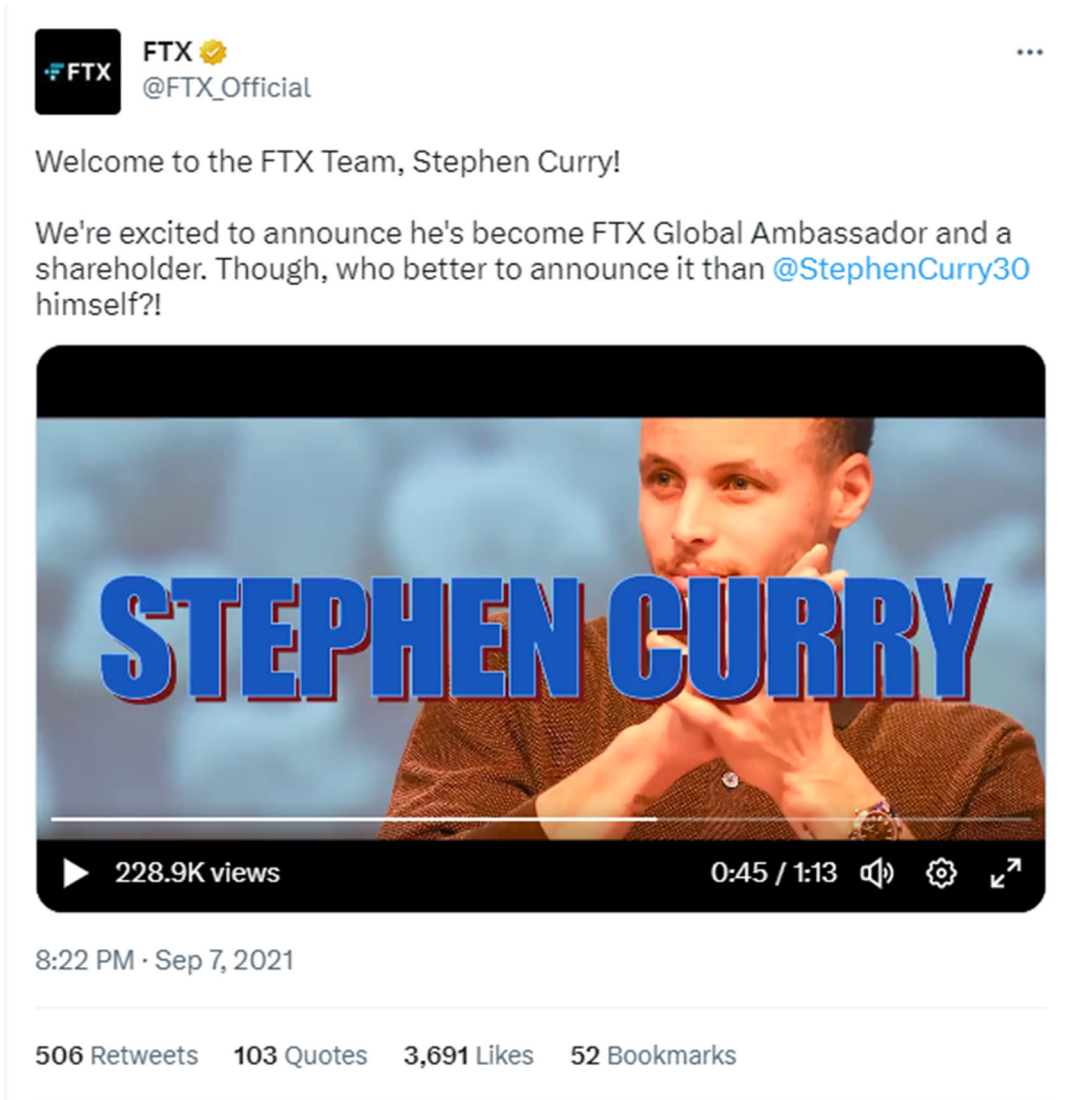 FTX
FTX
@FTX_Official
Welcome to the FTX Team, Stephen Curry!
We're excited to announce he's become FTX Global Ambassador and a
shareholder. Though, who better to announce it than @StephenCurry30
himself?!
STEPHEN CURRY
228.9K views 0:45 / 1:13
8:22 PM · Sep 7, 2021
506 Retweets 103 Quotes 3,691 Likes 52 Bookmarks